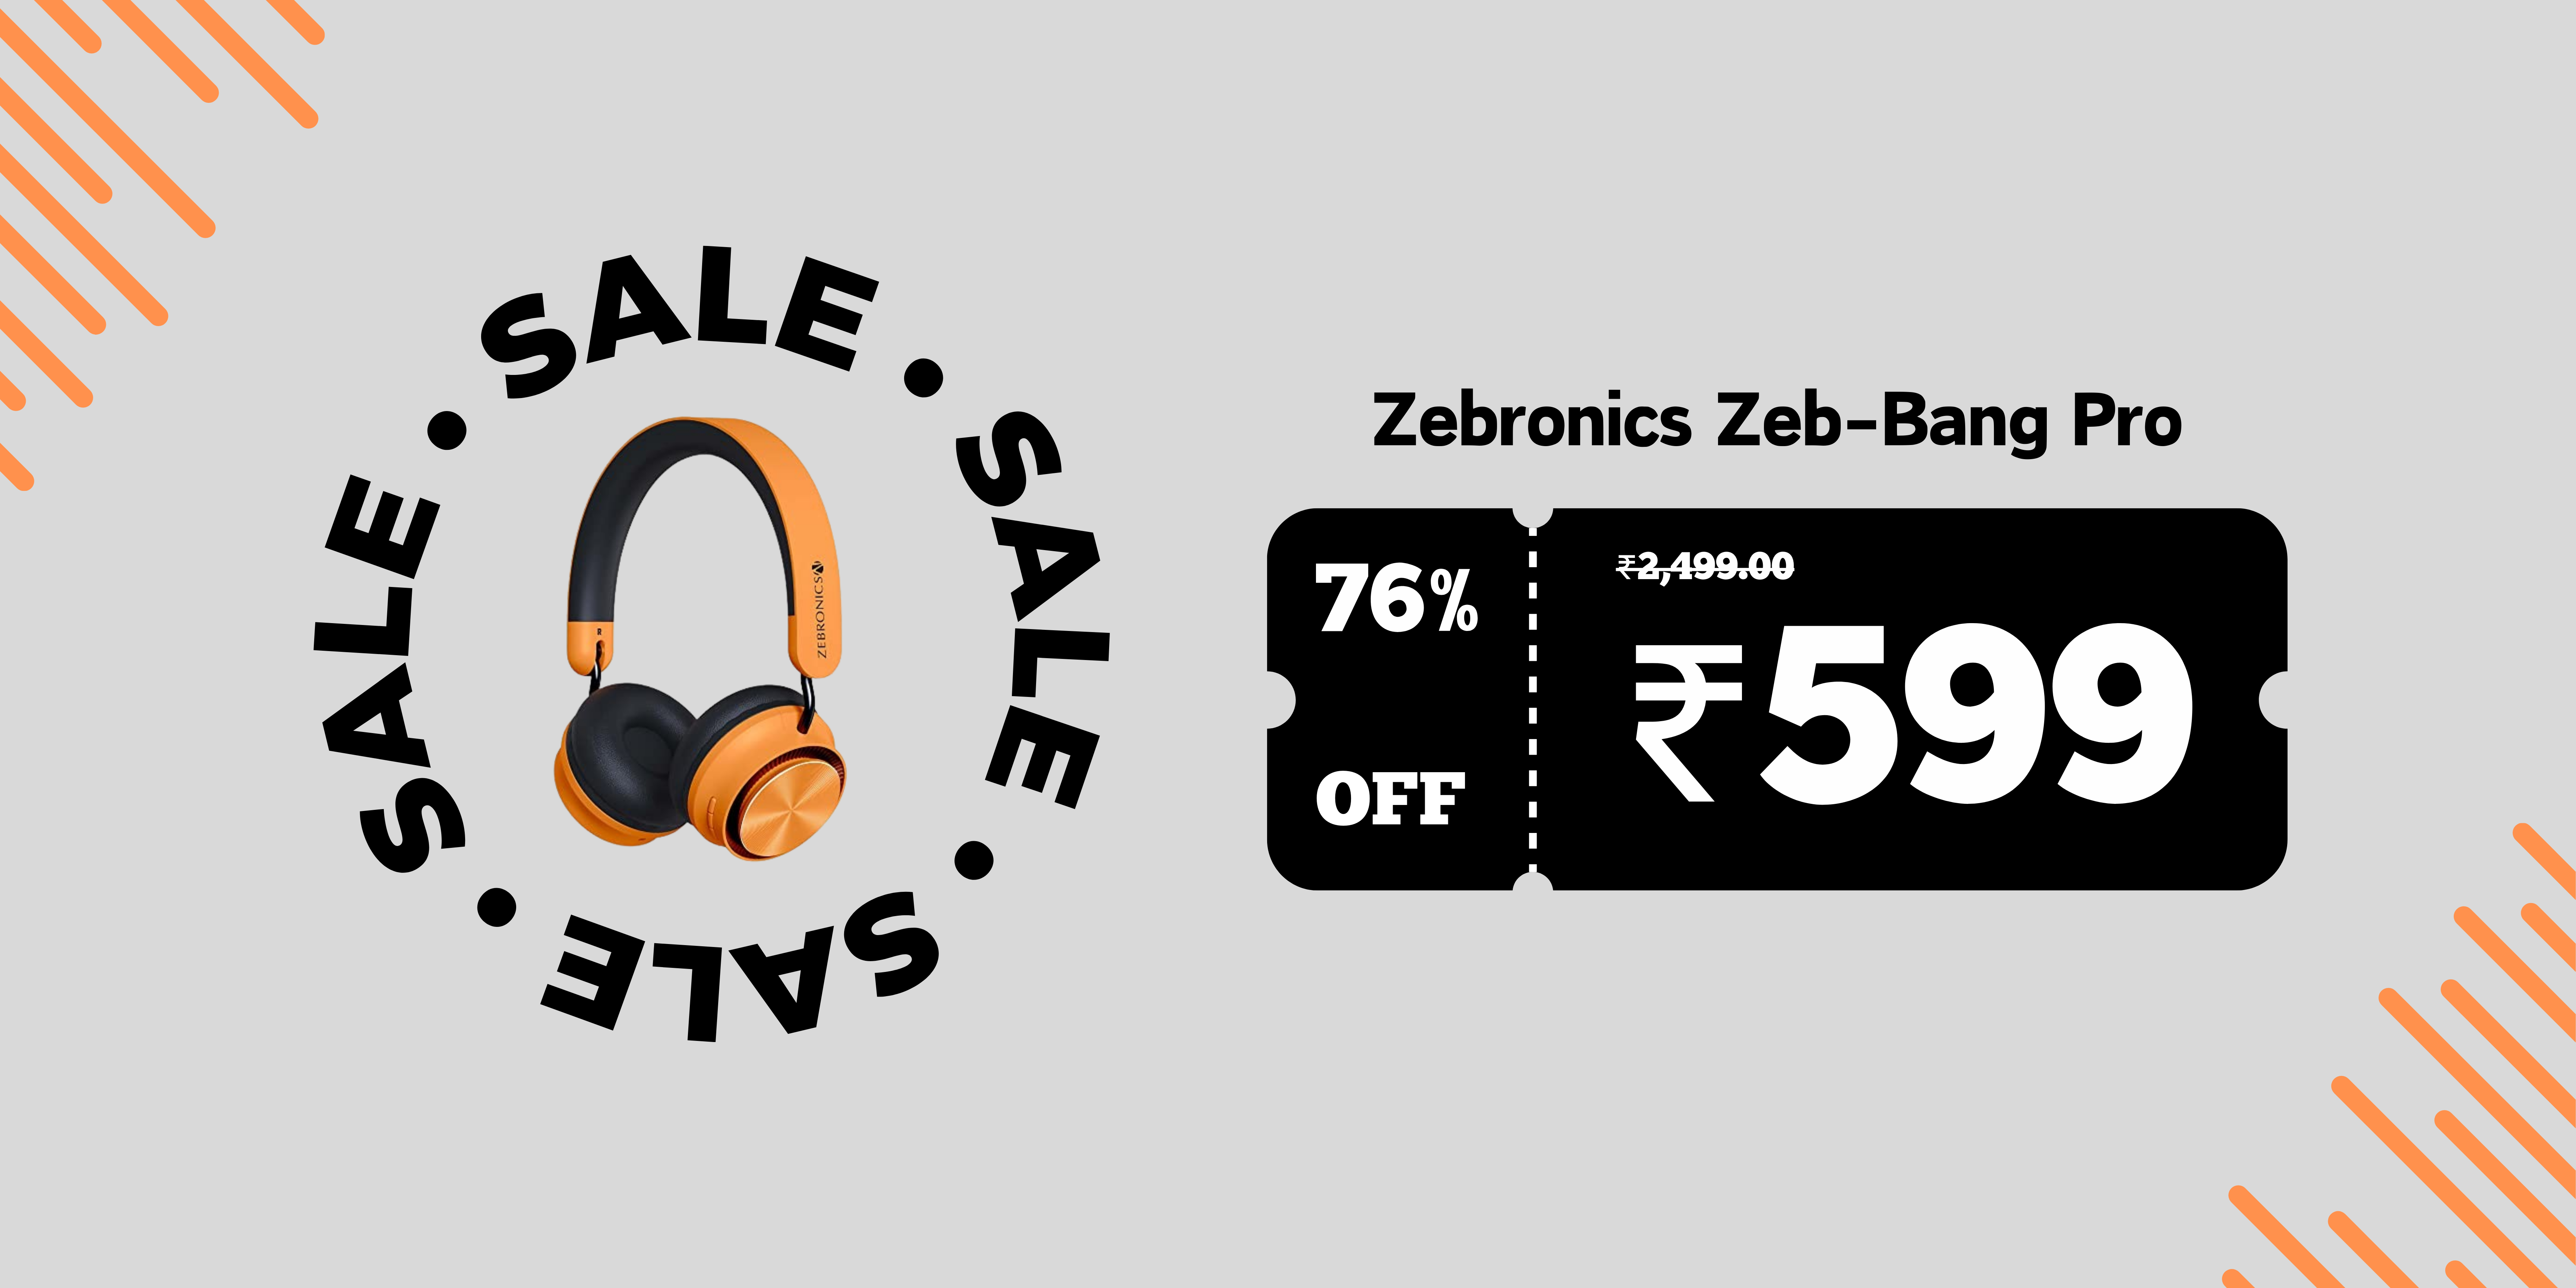 SALE • SALE • SALE • SALE •
ZEBRONICS
R
Zebronics Zeb-Bang Pro
76%
OFF
₹2,499.00
₹599